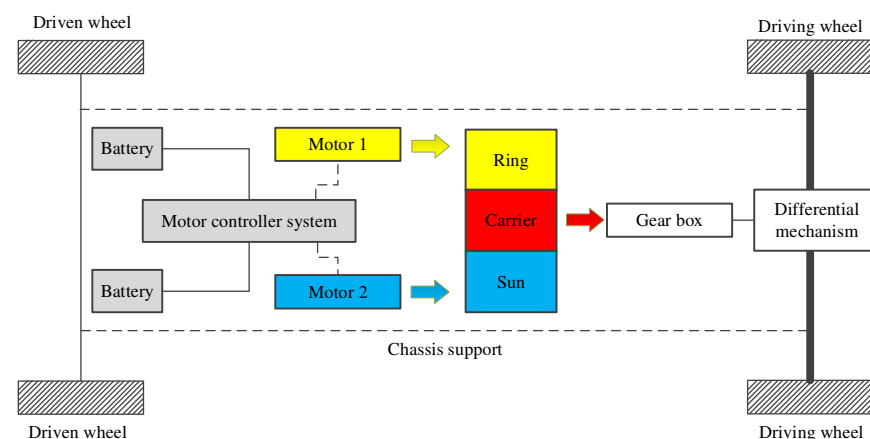 Driven wheel
Driving wheel
Battery
Motor 1
Ring
Motor controller system
Carrier
Gear box
Differential
mechanism
Battery
Motor 2
Sun
Chassis support
Driven wheel
Driving wheel